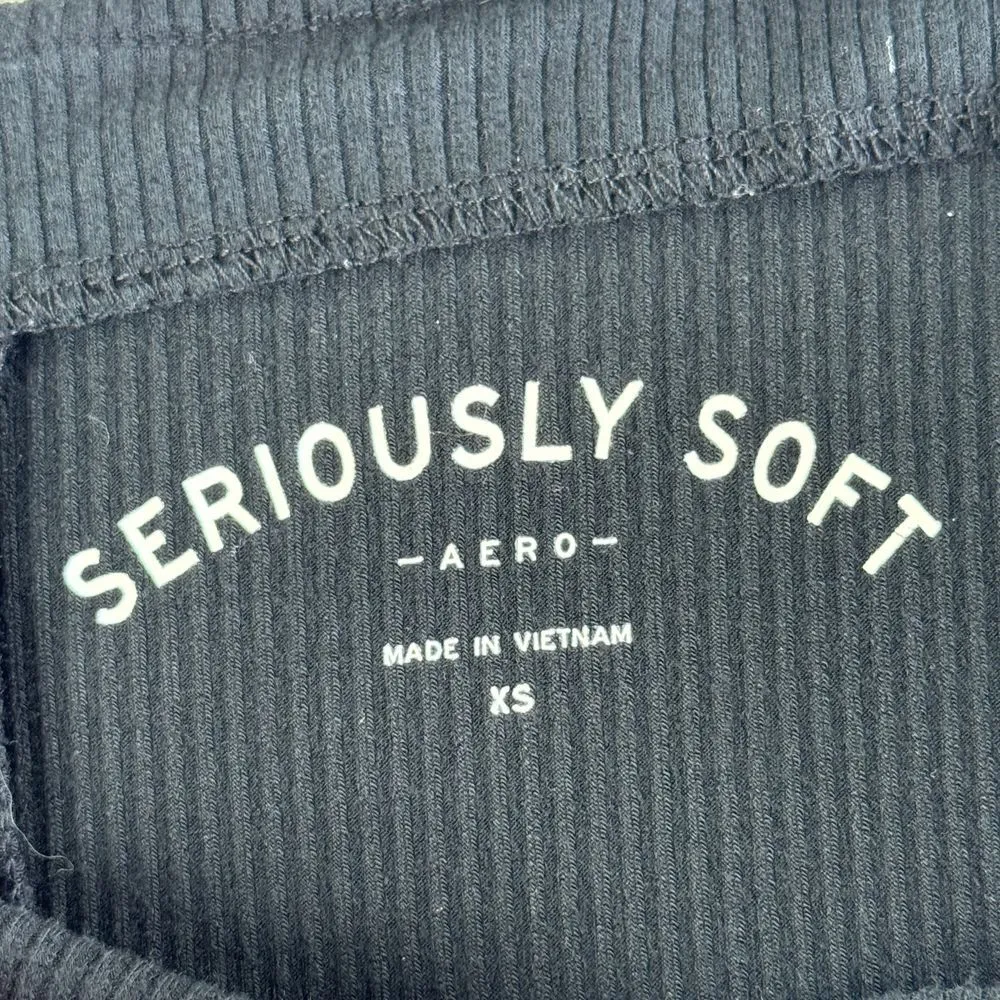 SERIOUSLY SOFT
– AERO –
MADE IN VIETNAM
XS